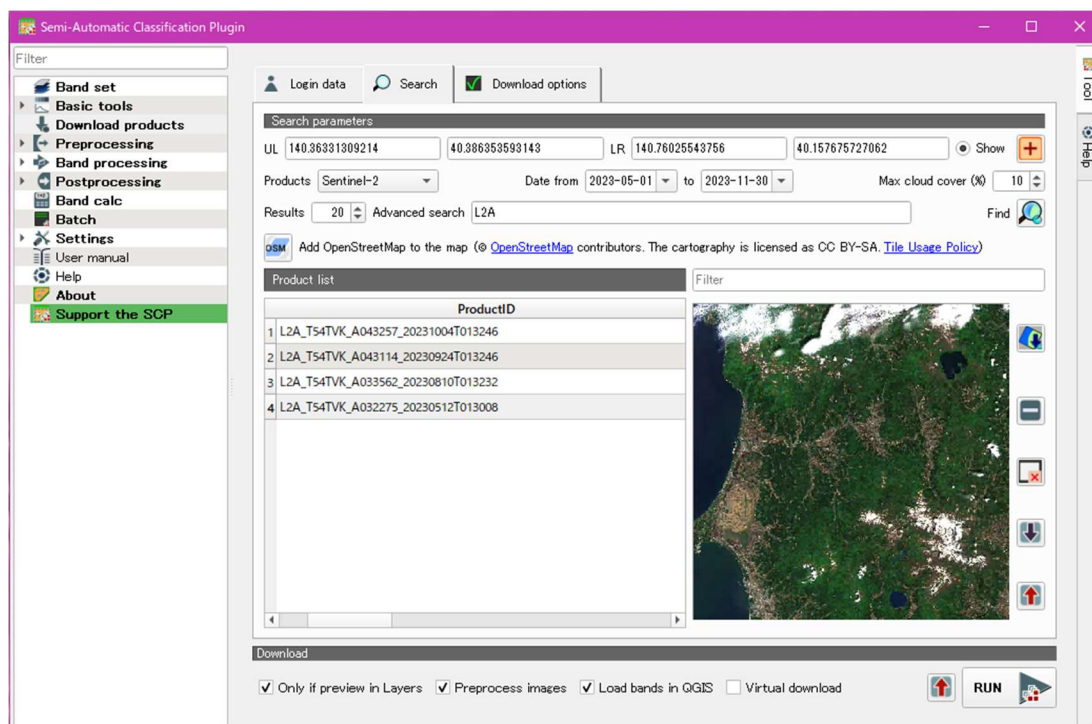 Semi-Automatic Classification Plugin
Filter
Band set
Basic tools
Download products
Preprocessing
Band processing
Postprocessing
Band calc
Batch
Settings
User manual
Help
About
Support the SCP
Login data Search Download options
Search parameters
UL 140.36331309214 40.386353593143 LR 140.76025543756 40.157675727062 Show
Products Sentinel-2 Date from 2023-05-01 to 2023-11-30 Max cloud cover (%) 10
Results 20 Advanced search L2A Find
OSM Add OpenStreetMap to the map (© OpenStreetMap contributors. The cartography is licensed as CC BY-SA. Tile Usage Policy)
Product list Filter
ProductID
1 L2A_T54TVK_A043257_20231004T013246
2 L2A_T54TVK_A043114_20230924T013246
3 L2A_T54TVK_A033562_20230810T013232
4 L2A_T54TVK_A032275_20230512T013008
Download
Only if preview in Layers Preprocess images Load bands in QGIS Virtual download RUN
Tool
Help